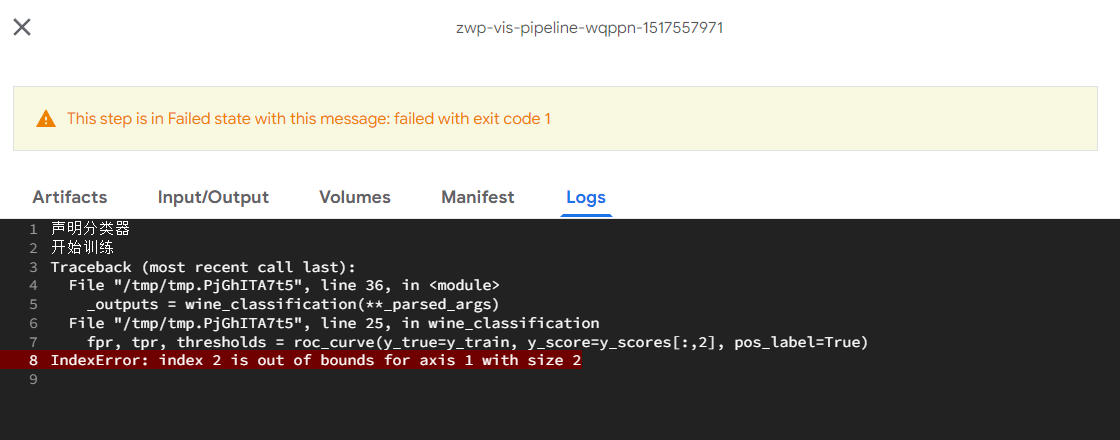 zwp-vis-pipeline-wqppn-1517557971
This step is in Failed state with this message: failed with exit code 1
Artifacts Input/Output Volumes Manifest Logs
1 声明分类器
2 开始训练
3 Traceback (most recent call last):
4   File "/tmp/tmp.PjGhITA7t5", line 36, in <module>
5     _outputs = wine_classification(**_parsed_args)
6   File "/tmp/tmp.PjGhITA7t5", line 25, in wine_classification
7     fpr, tpr, thresholds = roc_curve(y_true=y_train, y_score=y_scores[:,2], pos_label=True)
8 IndexError: index 2 is out of bounds for axis 1 with size 2
9